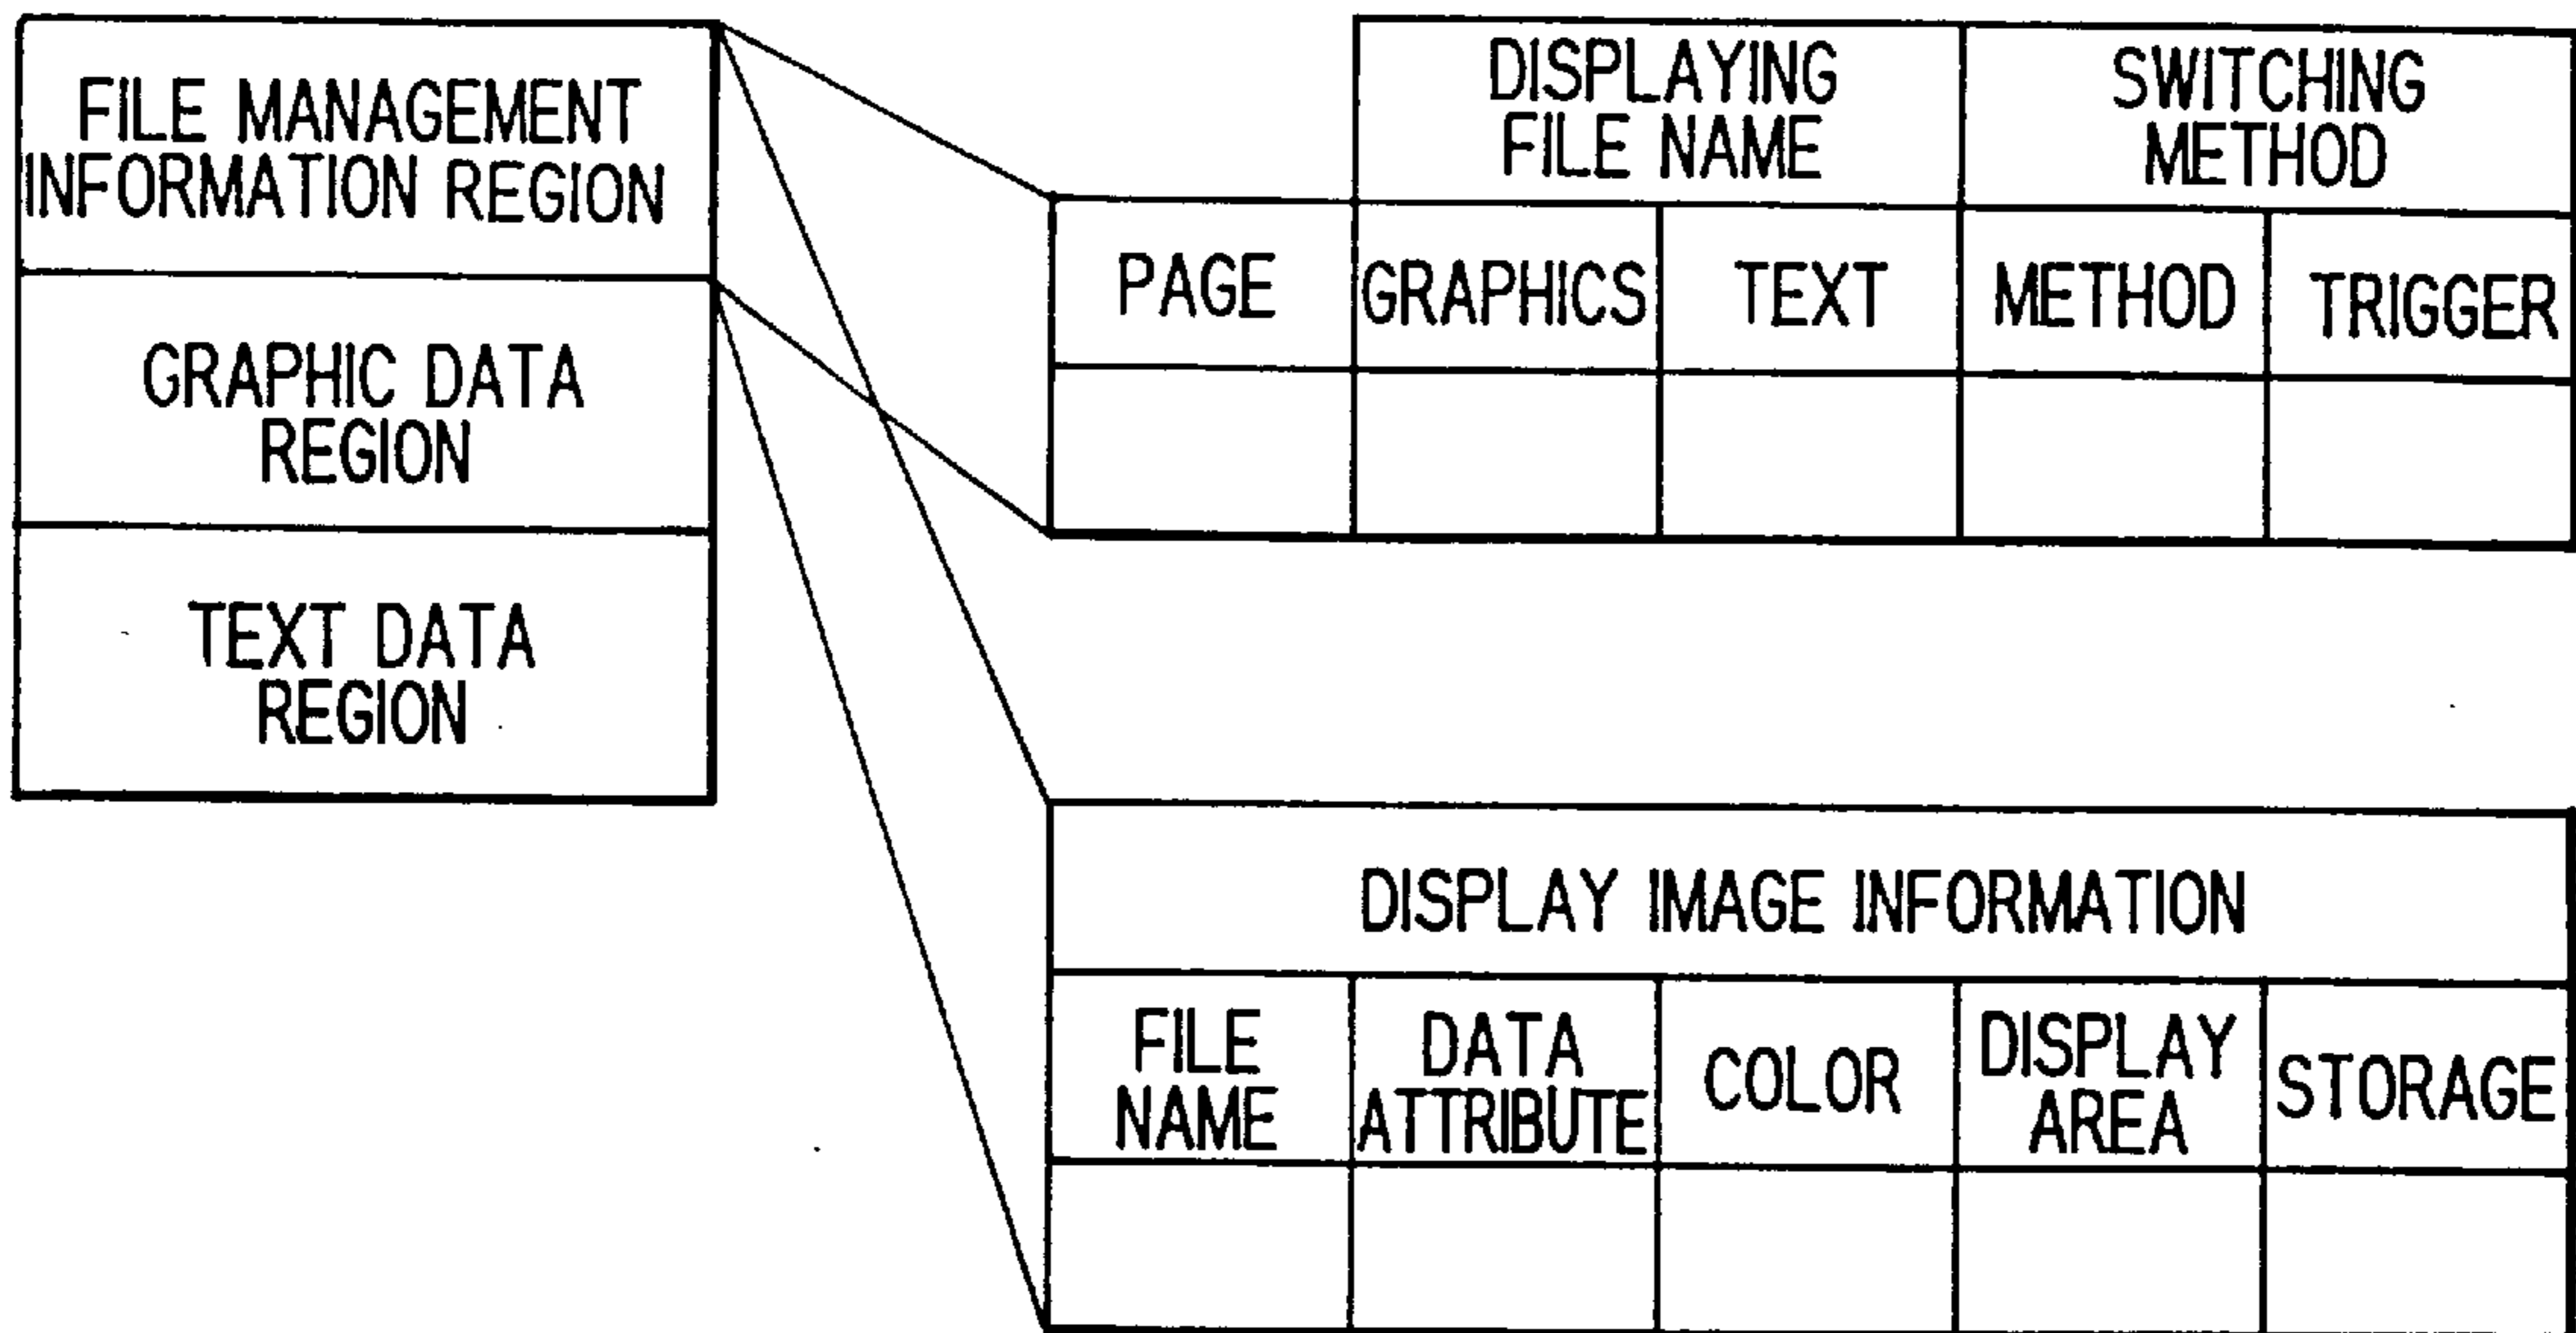 FILE MANAGEMENT
INFORMATION REGION
GRAPHIC DATA
REGION
TEXT DATA
REGION
DISPLAYING
FILE NAME
SWITCHING
METHOD
PAGE
GRAPHICS
TEXT
METHOD
TRIGGER
DISPLAY IMAGE INFORMATION
FILE
NAME
DATA
ATTRIBUTE
COLOR
DISPLAY
AREA
STORAGE